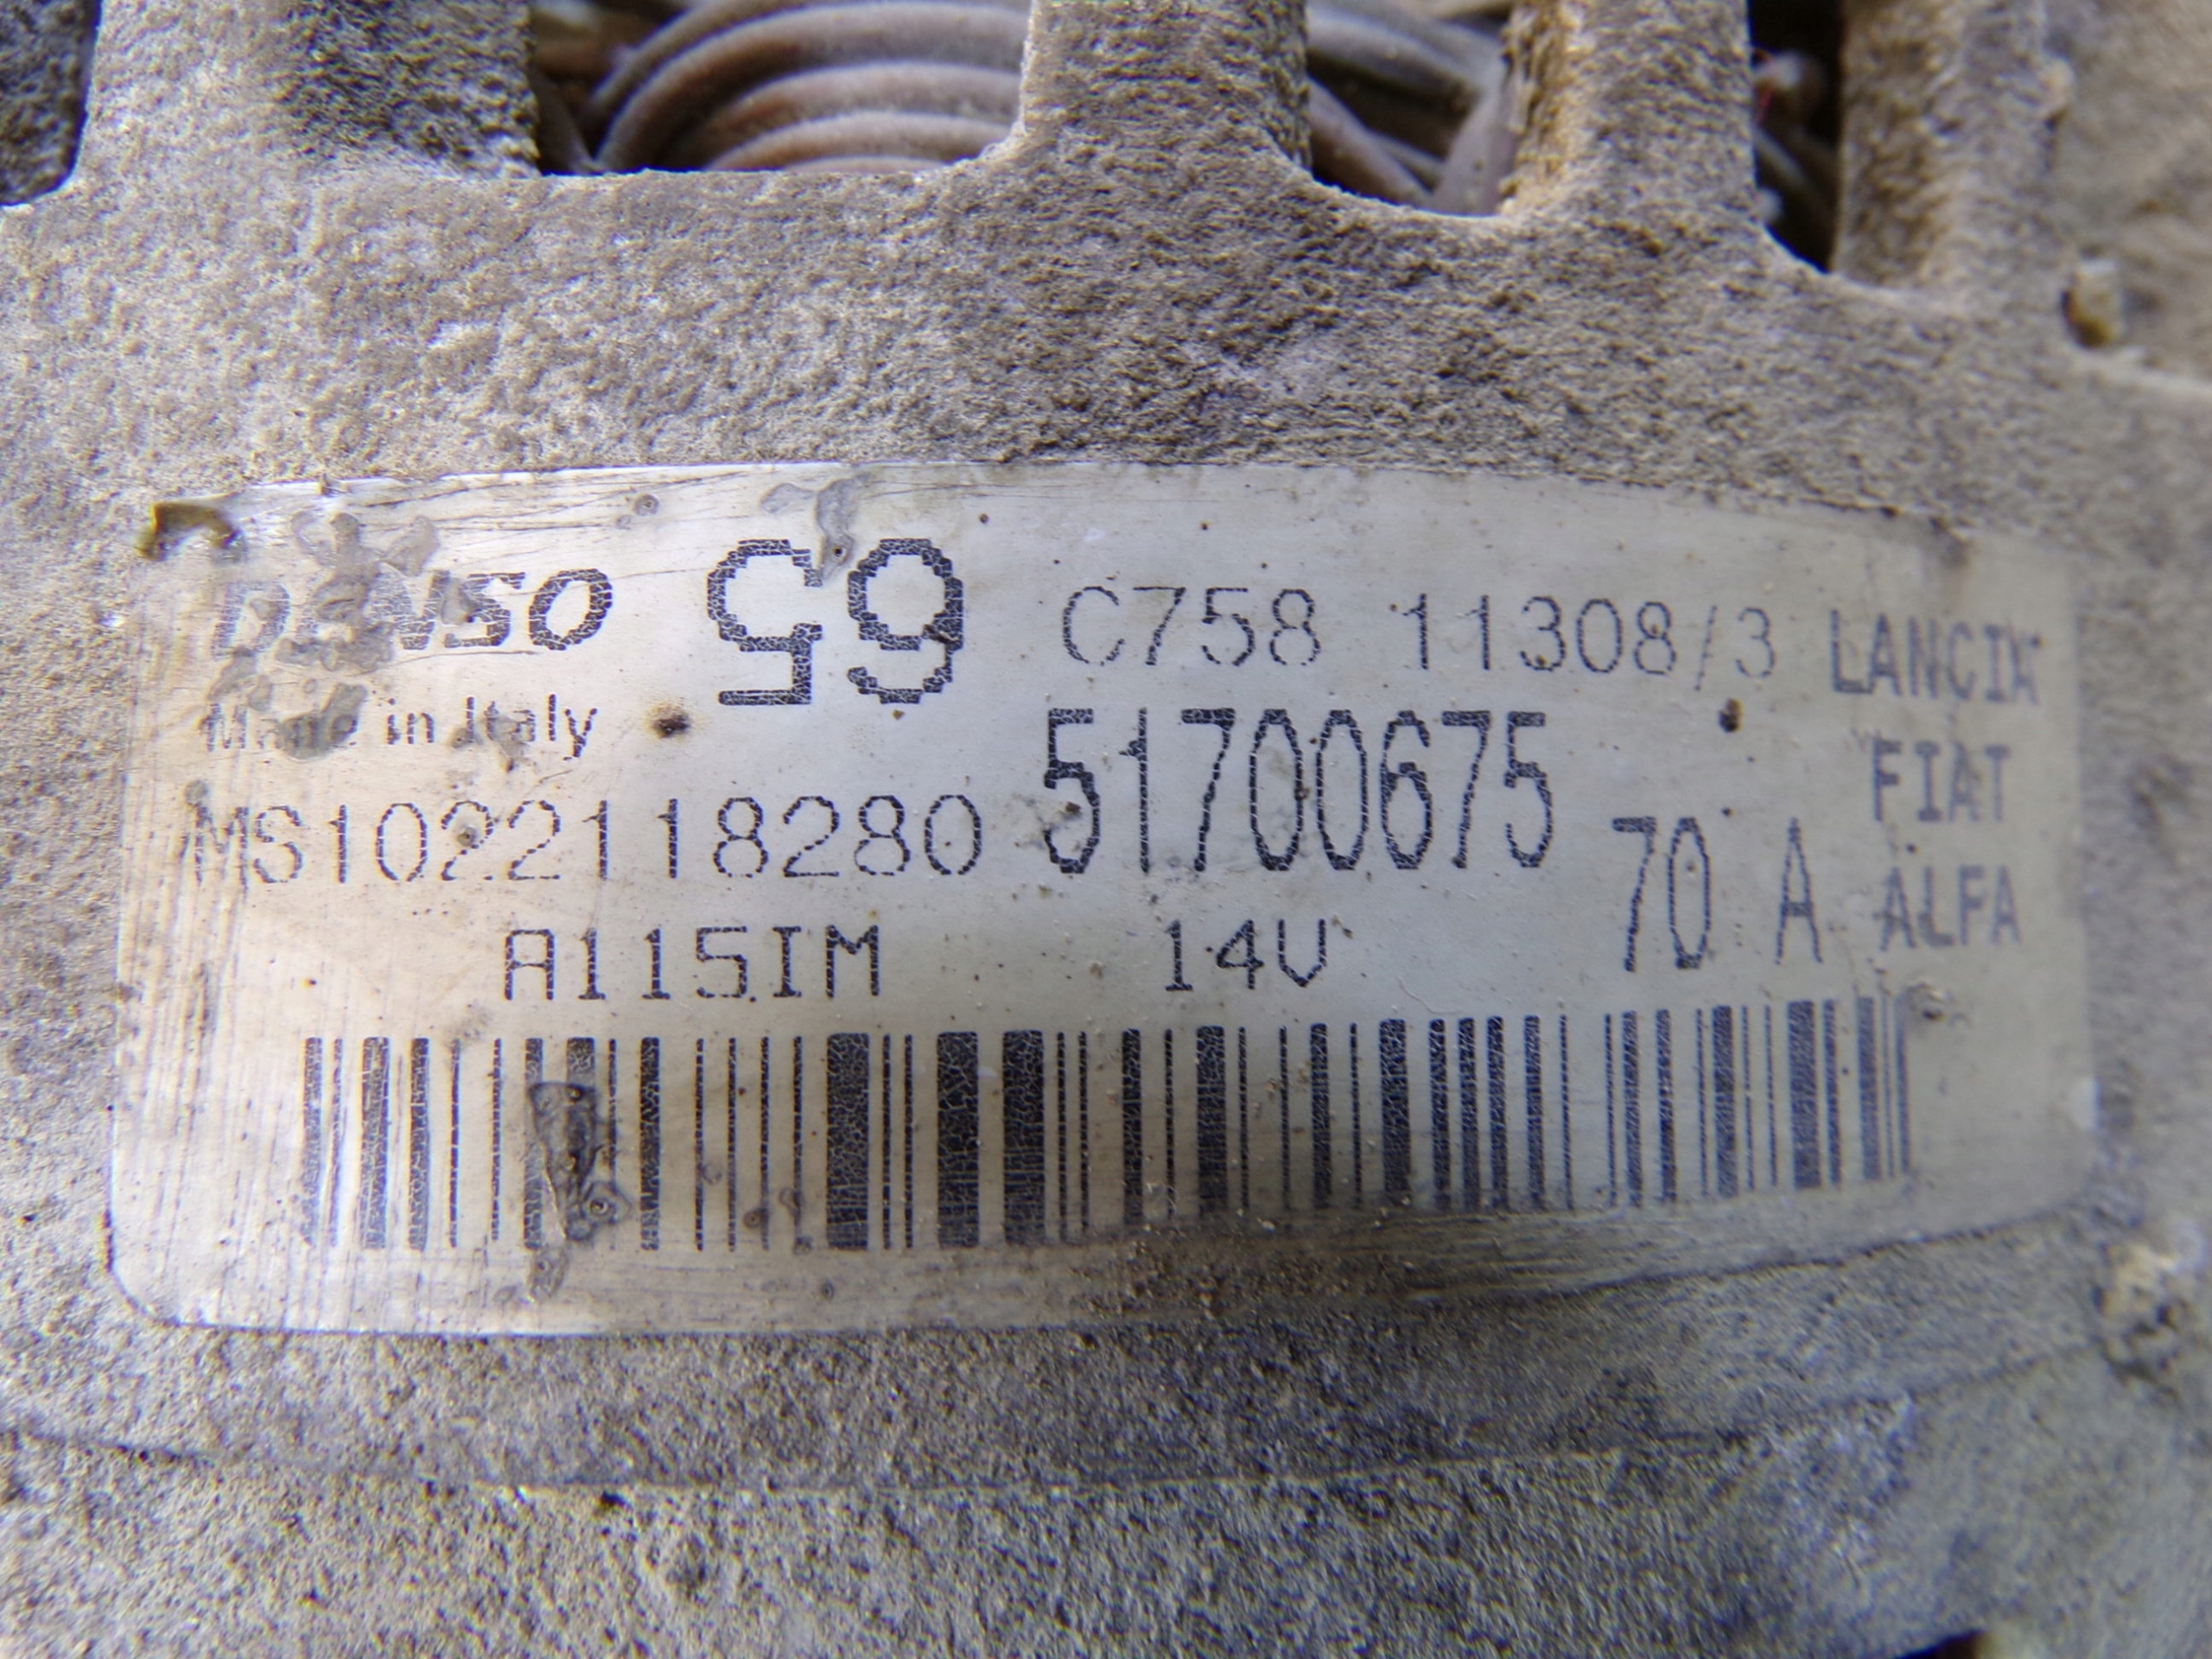 DENSO 65 C758 11308/3 LANCIA
Made in Italy 51700675 FIAT
MS1022118280 70 A ALFA
A115IM 14V